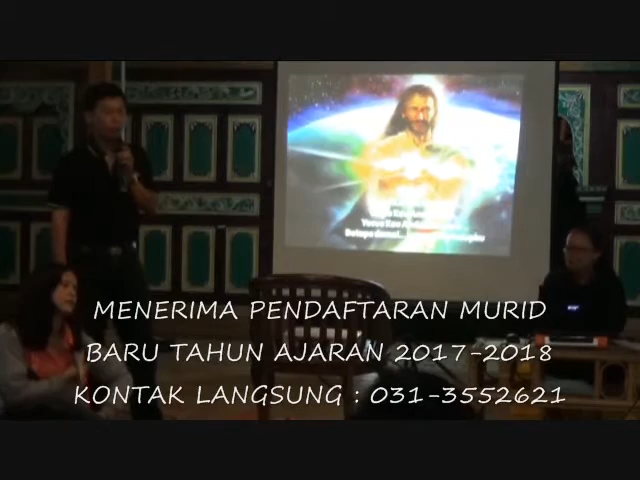 MENERIMA PENDAFTARAN MURID
BARU TAHUN AJARAN 2017-2018
KONTAK LANGSUNG : 031-3552621